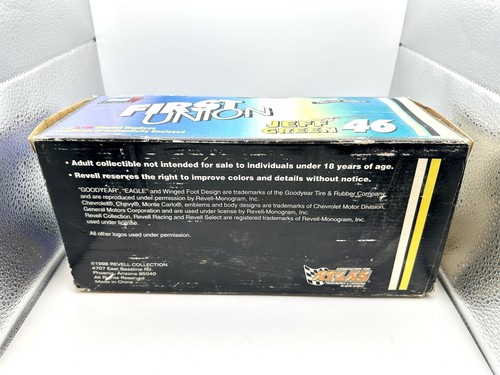 FIRST
UNION
JEFF
GREEN 46
• Adult collectible not intended for sale to individuals under 18 years of age.
• Revell reserves the right to improve colors and details without notice.
"GOODYEAR", "EAGLE" and Winged Foot Design are trademarks of the Goodyear Tire & Rubber Company,
and are reproduced under permission by Revell-Monogram, Inc.
Chevrolet®, Chevy®, Monte Carlo®, emblems and body designs are trademarks of Chevrolet Motor Division,
General Motors Corporation and are used under license by Revell-Monogram, Inc.
Revell Collection, Revell Racing and Revell Select are registered trademarks of Revell-Monogram, Inc.
used under license.
All other logos used under permission.
©1998 REVELL COLLECTION
4707 East Baseline Rd.
Phoenix, Arizona 85040
All Rights Reserved
Made in China